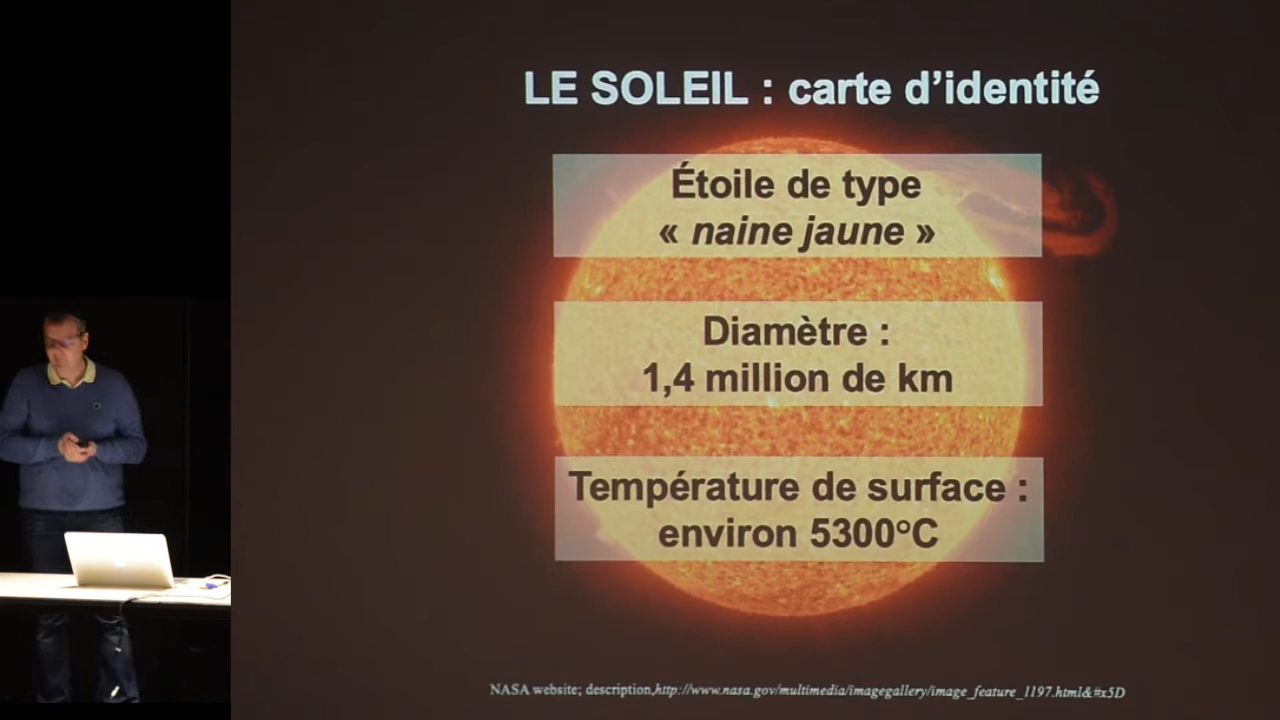 LE SOLEIL : carte d’identité
Étoile de type
« naine jaune »
Diamètre :
1,4 million de km
Température de surface :
environ 5300°C
NASA website; description,http://www.nasa.gov/multimedia/imagegallery/image_feature_1197.html&#x5D